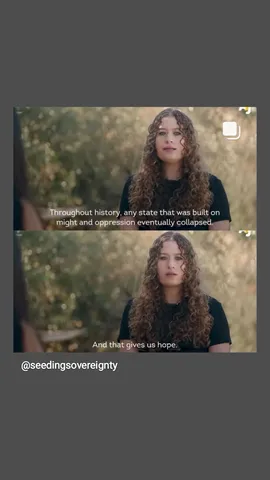 Throughout history, any state that was built on
might and oppression eventually collapsed.
And that gives us hope.
@seedingsovereignty